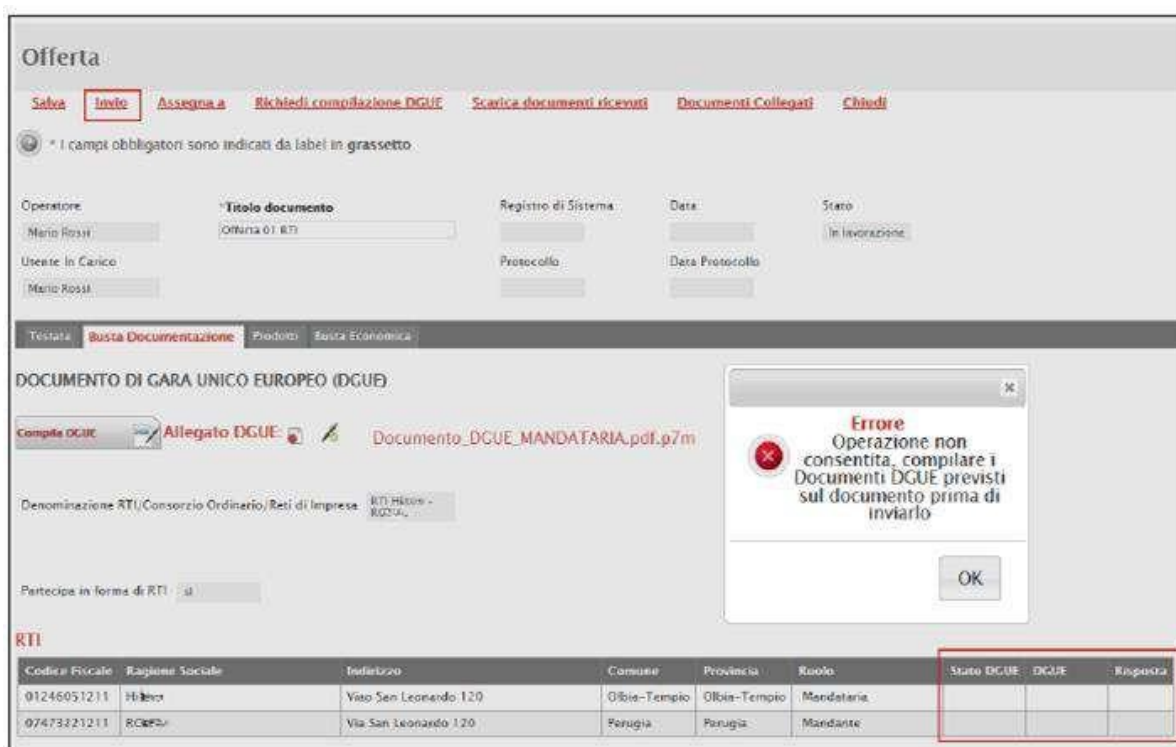 Offerta
Salva Invio Assegna a Richiedi compilazione DGUE Scarica documenti ricevuti Documenti Collegati Chiudi
* I campi obbligatori sono indicati da label in grassetto
Operatore *Titolo documento Registro di Sistema Data Stato
Mario Rossi Offerta 01 RTI In lavorazione
Utente In Carico Protocollo Data Protocollo
Mario Rossi
Testata Busta Documentazione Prodotti Busta Economica
DOCUMENTO DI GARA UNICO EUROPEO (DGUE)
Compila DGUE Allegato DGUE: Documento_DGUE_MANDATARIA.pdf.p7m
Errore
Operazione non
consentita, compilare i
Documenti DGUE previsti
sul documento prima di
inviarlo
OK
Denominazione RTI/Consorzio Ordinario/Reti di Impresa RTI
Partecipa in forma di RTI si
RTI
Codice Fiscale Ragione Sociale Indirizzo Comune Provincia Ruolo Stato DGUE DGUE Risposta
01246051211 Viso San Leonardo 120 Olbia-Tempio Olbia-Tempio Mandataria
07473221211 Via San Leonardo 120 Perugia Perugia Mandante